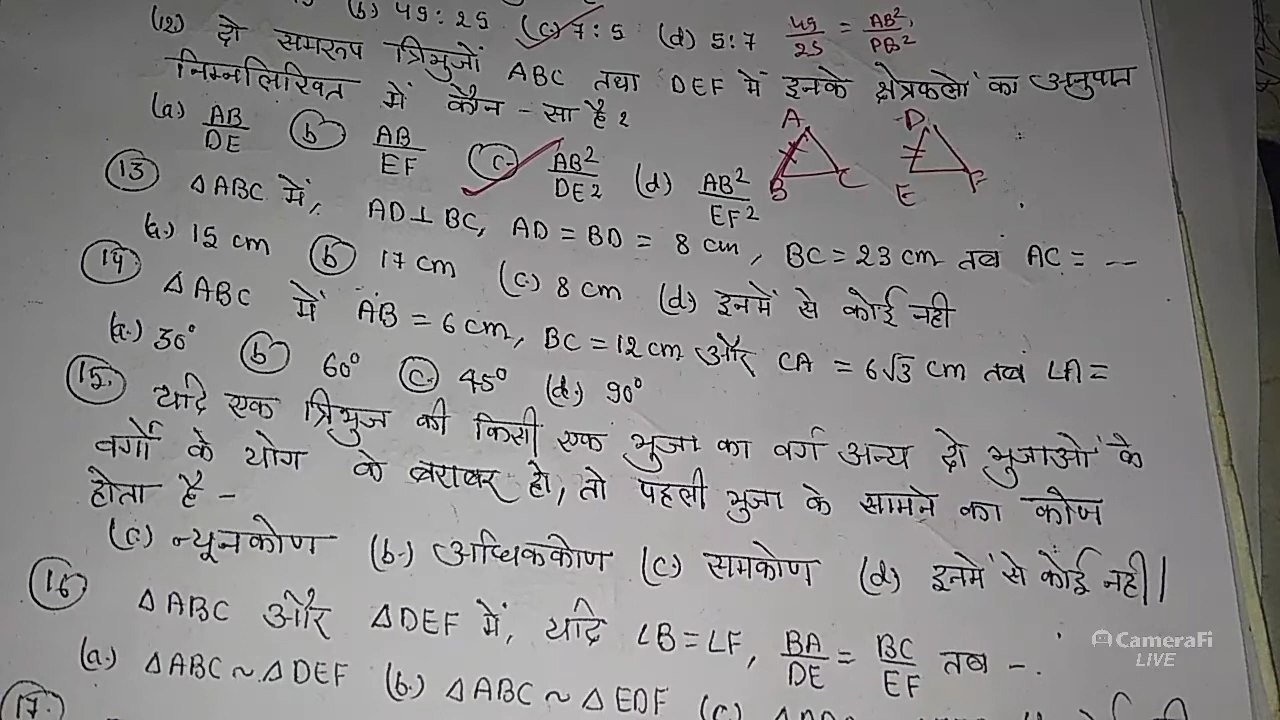 (b) 49:25 (c) 7:5 (d) 5:7 49/25 = AB²/PB²
(12) दो समरूप त्रिभुजों ABC तथा DEF में इनके क्षेत्रफलों का अनुपात
निम्नलिखित में कौन-सा है?
(a) AB/DE (b) AB/EF (c) AB²/DE2 (d) AB²/EF²
A B C D E F
(13) ΔABC में, AD⊥BC, AD = BD = 8 cm, BC = 23 cm तब AC = --
(a) 15 cm (b) 17 cm (c) 8 cm (d) इनमें से कोई नही
(14) ΔABC में AB = 6 cm, BC = 12 cm और CA = 6√3 cm तब ∠A =
(a.) 30° (b) 60° (c.) 45° (d.) 90°
(15.) यदि एक त्रिभुज की किसी एक भुजा का वर्ग अन्य दो भुजाओं के
वर्गों के योग के बराबर हो, तो पहली भुजा के सामने का कोण
होता है -
(a) न्यूनकोण (b.) अधिककोण (c) समकोण (d) इनमें से कोई नही।
(16) ΔABC और ΔDEF में, यदि ∠B = ∠F, BA/DE = BC/EF तब -.
(a.) ΔABC ~ ΔDEF (b.) ΔABC ~ ΔEDF (c)
(17.)
CameraFi
LIVE